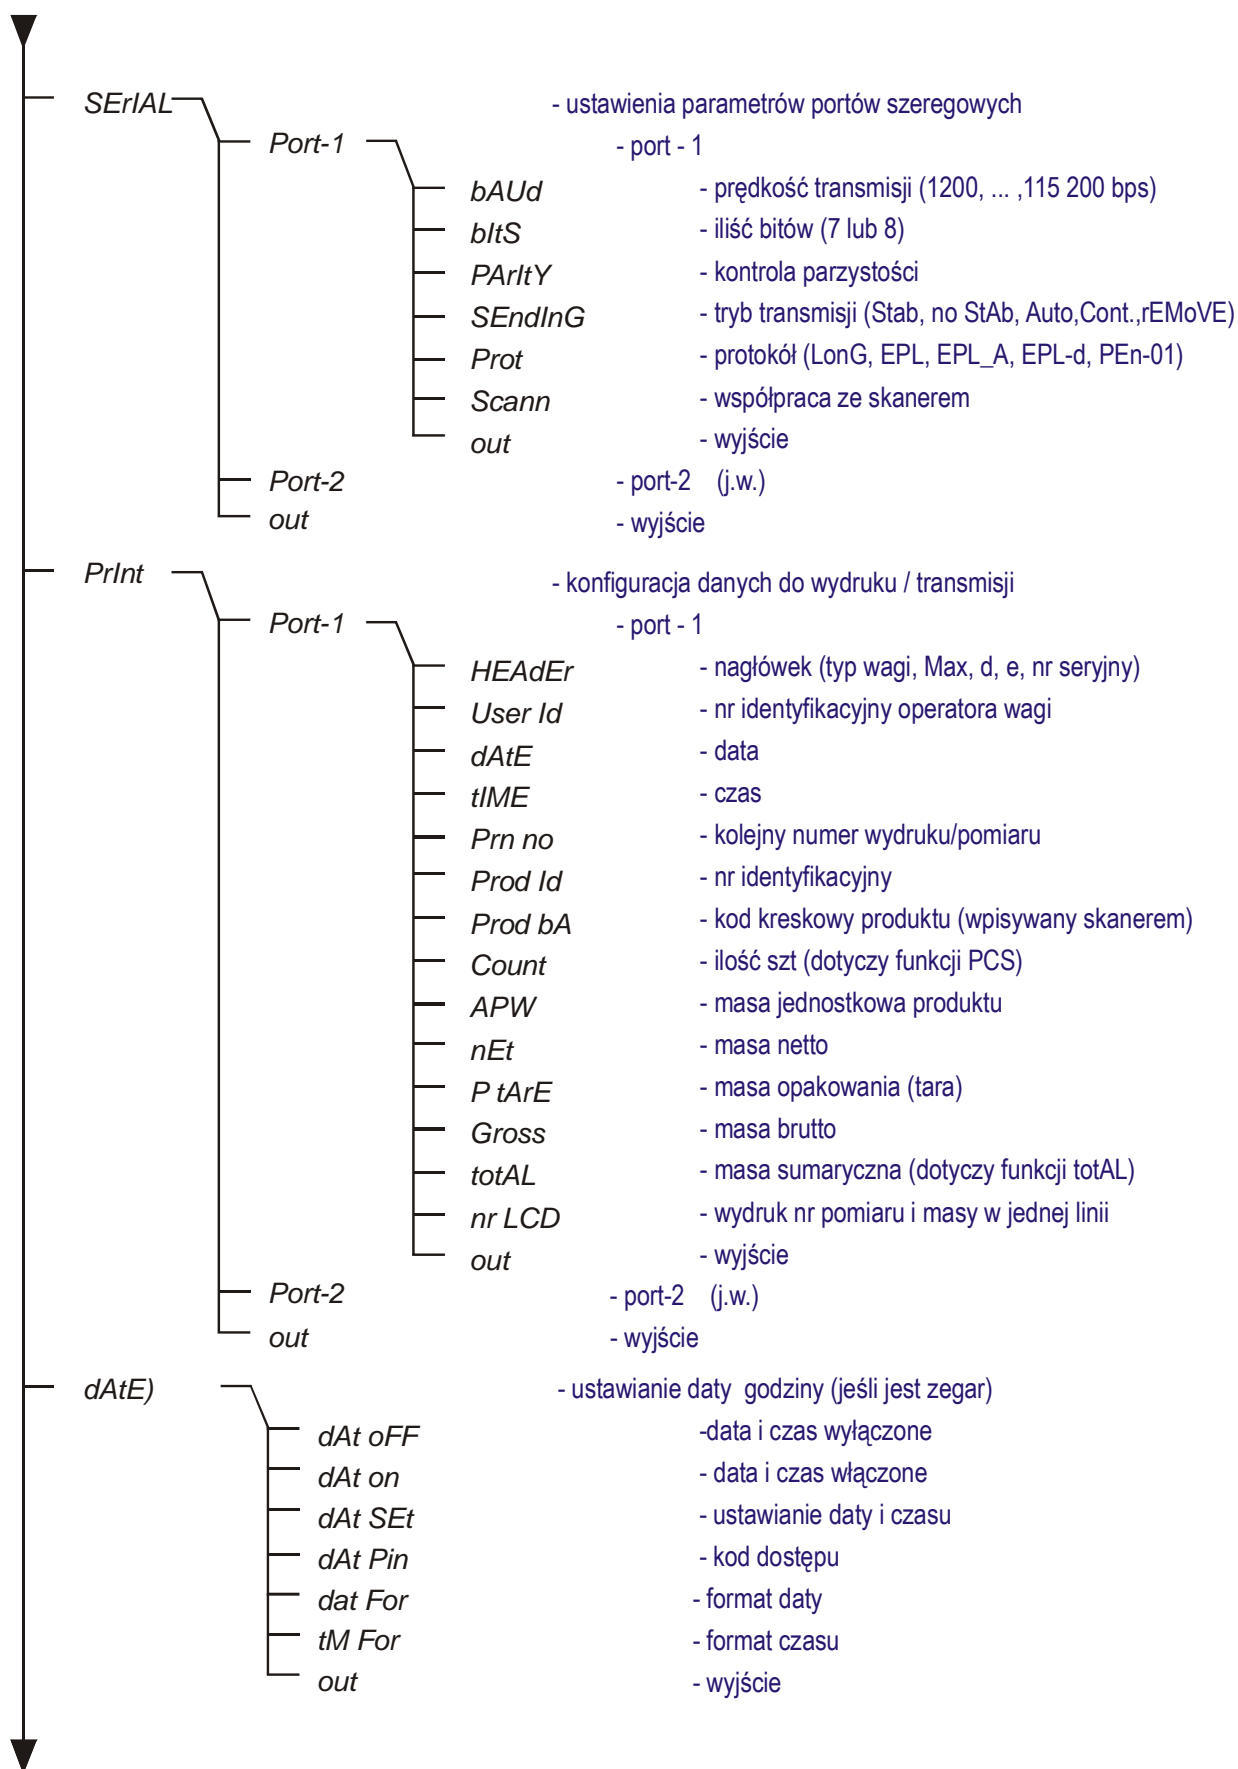 SErIAL - ustawienia parametrów portów szeregowych
Port-1 - port - 1
bAUd - prędkość transmisji (1200, ... ,115 200 bps)
bItS - iliść bitów (7 lub 8)
PArItY - kontrola parzystości
SEndInG - tryb transmisji (Stab, no StAb, Auto,Cont.,rEMoVE)
Prot - protokół (LonG, EPL, EPL_A, EPL-d, PEn-01)
Scann - współpraca ze skanerem
out - wyjście
Port-2 - port-2 (j.w.)
out - wyjście
PrInt - konfiguracja danych do wydruku / transmisji
Port-1 - port - 1
HEAdEr - nagłówek (typ wagi, Max, d, e, nr seryjny)
User Id - nr identyfikacyjny operatora wagi
dAtE - data
tIME - czas
Prn no - kolejny numer wydruku/pomiaru
Prod Id - nr identyfikacyjny
Prod bA - kod kreskowy produktu (wpisywany skanerem)
Count - ilość szt (dotyczy funkcji PCS)
APW - masa jednostkowa produktu
nEt - masa netto
P tArE - masa opakowania (tara)
Gross - masa brutto
totAL - masa sumaryczna (dotyczy funkcji totAL)
nr LCD - wydruk nr pomiaru i masy w jednej linii
out - wyjście
Port-2 - port-2 (j.w.)
out - wyjście
dAtE) - ustawianie daty godziny (jeśli jest zegar)
dAt oFF -data i czas wyłączone
dAt on - data i czas włączone
dAt SEt - ustawianie daty i czasu
dAt Pin - kod dostępu
dat For - format daty
tM For - format czasu
out - wyjście